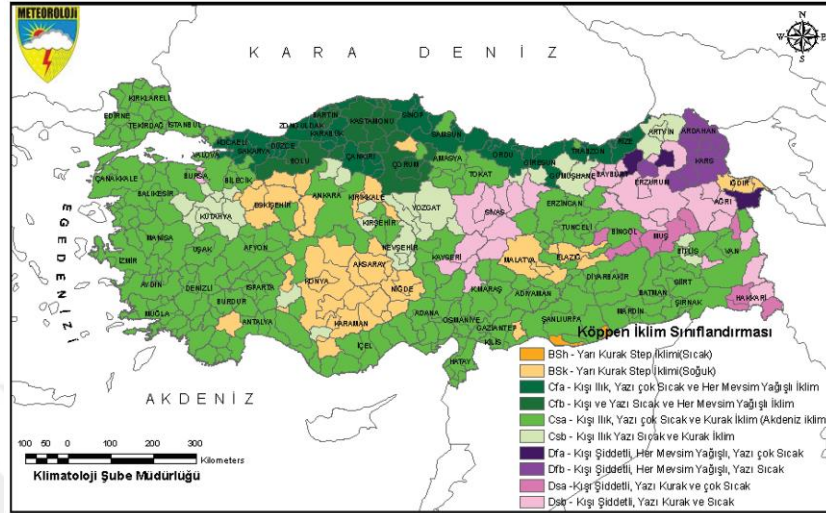 METEOROLOJİ
KARA DENİZ
N
W E
S
KIRKLARELİ
EDİRNE
TEKİRDAĞ
İSTANBUL
KOCAELİ
SAKARYA
YALOVA
DÜZCE
ZONGULDAK
BARTIN
KARABÜK
KASTAMONU
SİNOP
SAMSUN
BOLU
ÇANKIRI
ÇORUM
AMASYA
ORDU
GİRESUN
TRABZON
RİZE
ARTVİN
ARDAHAN
KARS
ÇANAKKALE
BALIKESİR
BURSA
BİLECİK
ESKİŞEHİR
ANKARA
KIRIKKALE
YOZGAT
TOKAT
SİVAS
GÜMÜŞHANE
BAYBURT
ERZURUM
IĞDIR
AĞRI
EGEDENİZİ
KÜTAHYA
KIRŞEHİR
NEVŞEHİR
KAYSERİ
ERZİNCAN
TUNCELİ
BİNGÖL
MUŞ
BİTLİS
VAN
MANİSA
UŞAK
AFYON
AKSARAY
MALATYA
ELAZIĞ
DİYARBAKIR
SİİRT
İZMİR
AYDIN
DENİZLİ
ISPARTA
KONYA
NİĞDE
K.MARAŞ
ADIYAMAN
BATMAN
ŞIRNAK
HAKKARİ
MUĞLA
BURDUR
ANTALYA
KARAMAN
İÇEL
ADANA
OSMANİYE
GAZİANTEP
KİLİS
ŞANLIURFA
MARDİN
HATAY
AKDENİZ
Köppen İklim Sınıflandırması
BSh - Yarı Kurak Step İklimi(Sıcak)
BSk - Yarı Kurak Step İklimi(Soğuk)
Cfa - Kışı Ilık, Yazı çok Sıcak ve Her Mevsim Yağışlı İklim
Cfb - Kışı ve Yazı Sıcak ve Her Mevsim Yağışlı İklim
Csa - Kışı Ilık, Yazı çok Sıcak ve Kurak İklim (Akdeniz iklim
Csb - Kışı Ilık Yazı Sıcak ve Kurak İklim
Dfa - Kışı Şiddetli, Her Mevsim Yağışlı, Yazı çok Sıcak
Dfb - Kışı Şiddetli, Her Mevsim Yağışlı, Yazı Sıcak
Dsa - Kışı Şiddetli, Yazı Kurak ve çok Sıcak
Dsb - Kışı Şiddetli, Yazı Kurak ve Sıcak
100 50 0 100 200 300
Kilometers
Klimatoloji Şube Müdürlüğü